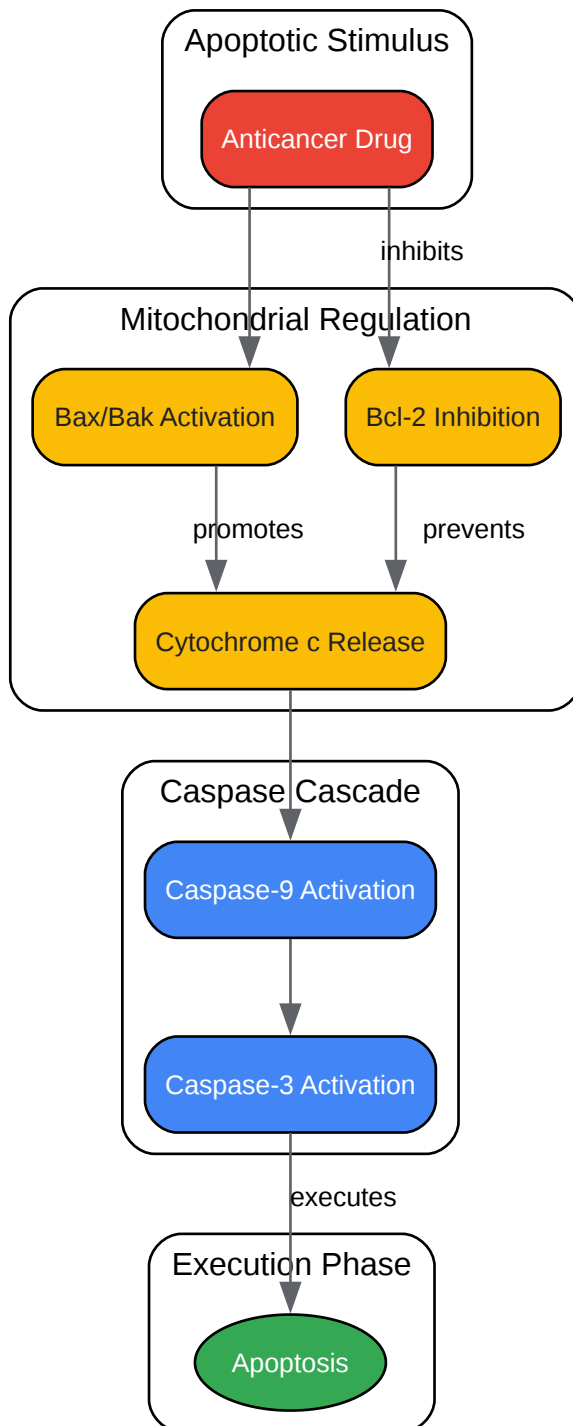 Apoptotic Stimulus
Anticancer Drug
inhibits
Mitochondrial Regulation
Bax/Bak Activation
Bcl-2 Inhibition
promotes
prevents
Cytochrome c Release
Caspase Cascade
Caspase-9 Activation
Caspase-3 Activation
executes
Execution Phase
Apoptosis